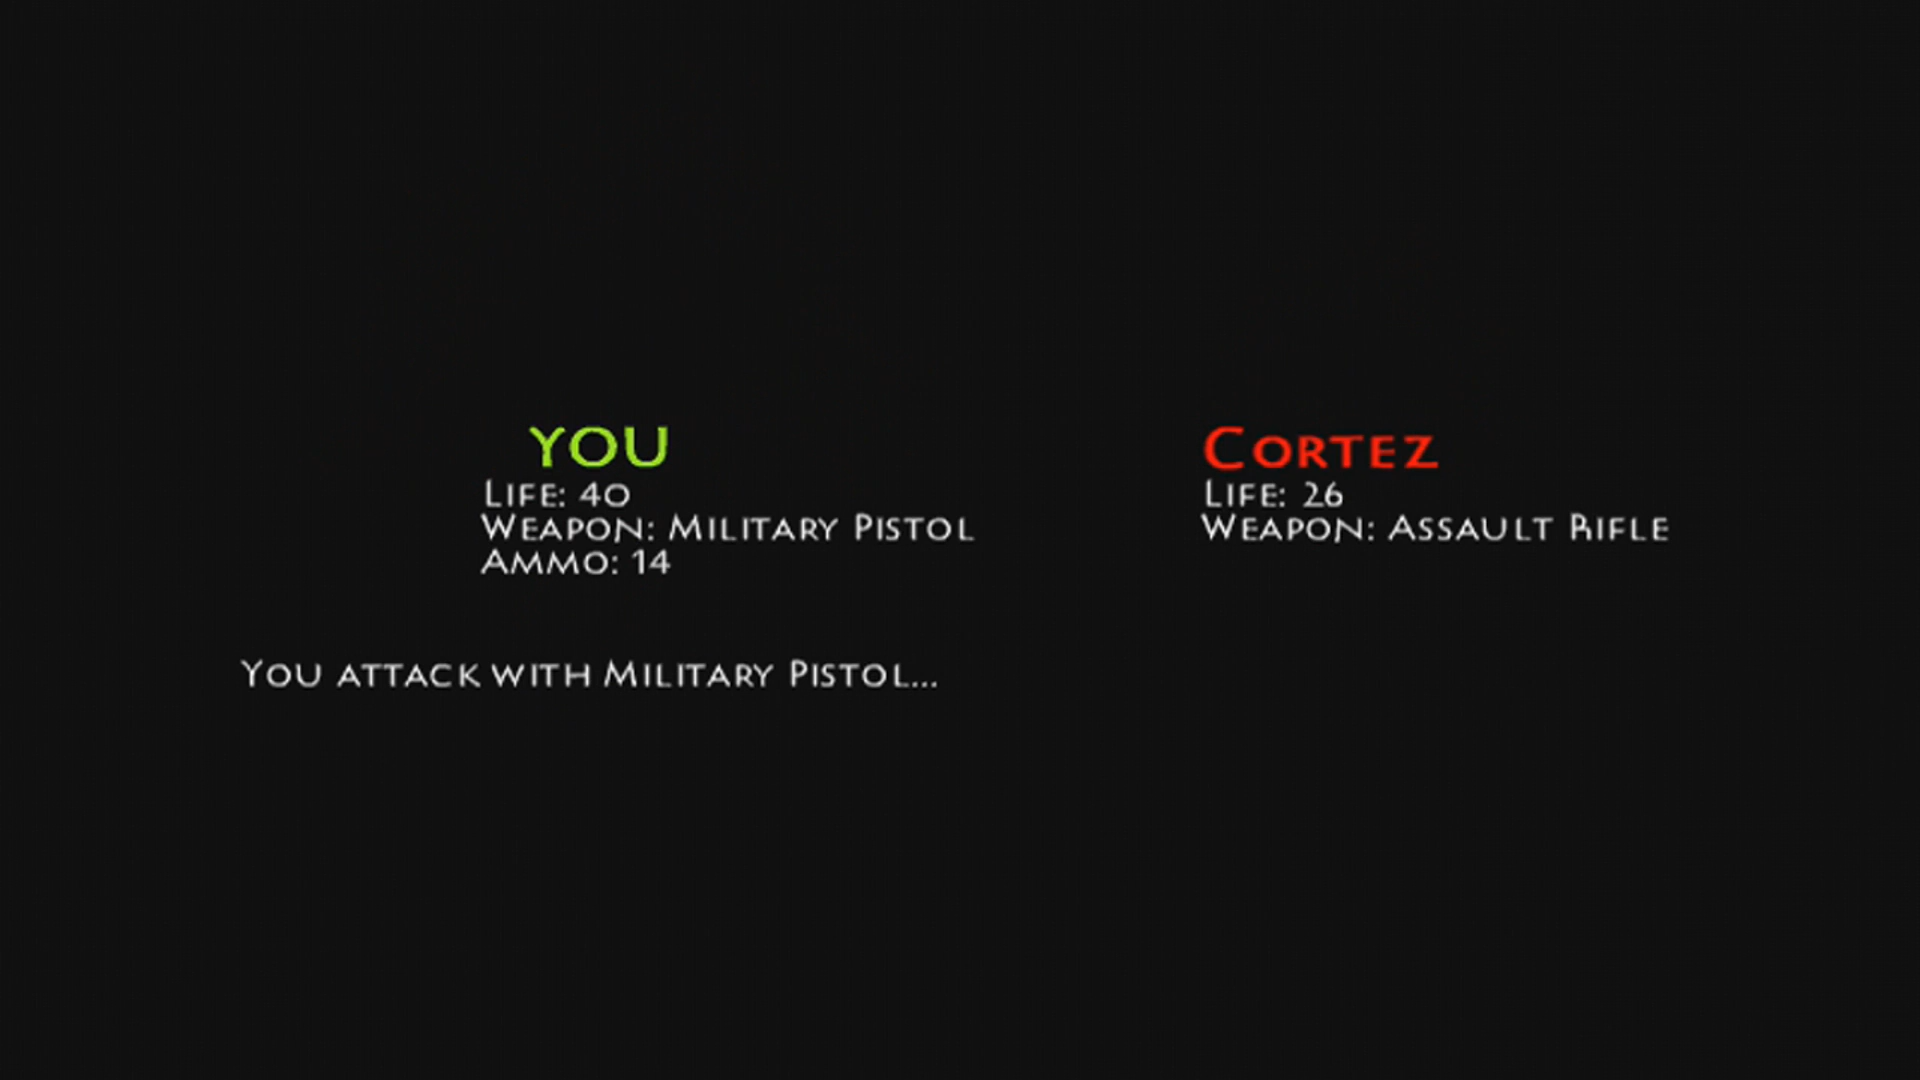 YOU
Life: 40
Weapon: Military Pistol
Ammo: 14
Cortez
Life: 26
Weapon: Assault Rifle
You attack with Military Pistol...